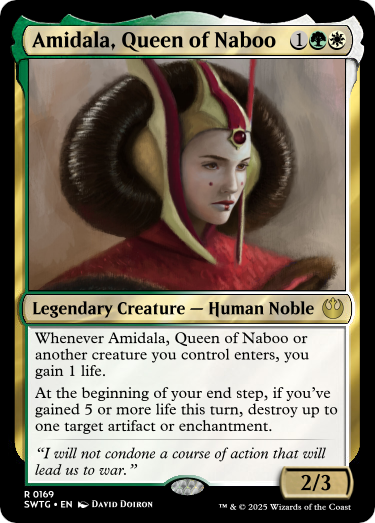 Amidala, Queen of Naboo 1
Legendary Creature — Human Noble
Whenever Amidala, Queen of Naboo or
another creature you control enters, you
gain 1 life.
At the beginning of your end step, if you've
gained 5 or more life this turn, destroy up to
one target artifact or enchantment.
"I will not condone a course of action that will
lead us to war."
2/3
R 0169
SWTG • EN David Doiron
™ & © 2025 Wizards of the Coast